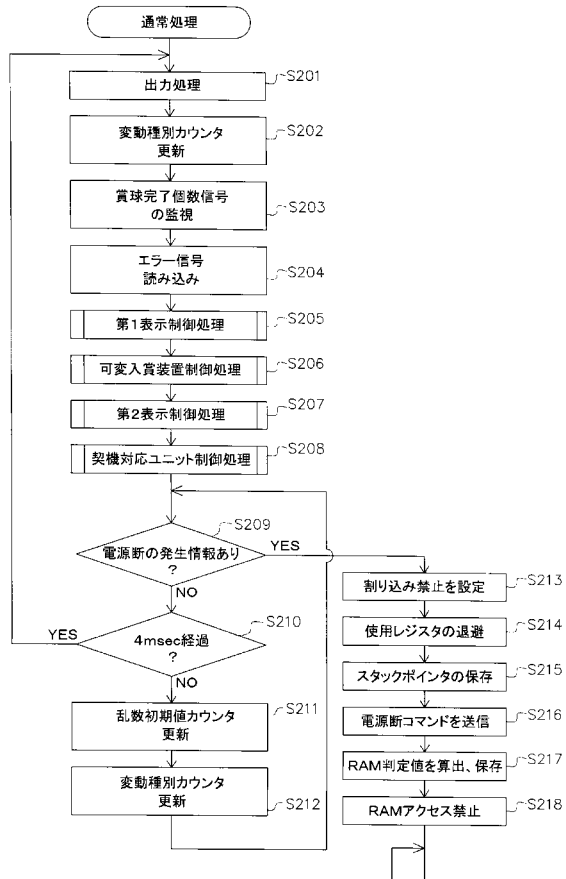 通常処理
出力処理
S201
変動種別カウンタ
更新
S202
賞球完了個数信号
の監視
S203
エラー信号
読み込み
S204
第1表示制御処理
S205
可変入賞装置制御処理
S206
第2表示制御処理
S207
契機対応ユニット制御処理
S208
電源断の発生情報あり
?
S209
YES
NO
4msec経過
?
S210
YES
NO
乱数初期値カウンタ
更新
S211
変動種別カウンタ
更新
S212
割り込み禁止を設定
S213
使用レジスタの退避
S214
スタックポインタの保存
S215
電源断コマンドを送信
S216
RAM判定値を算出、保存
S217
RAMアクセス禁止
S218